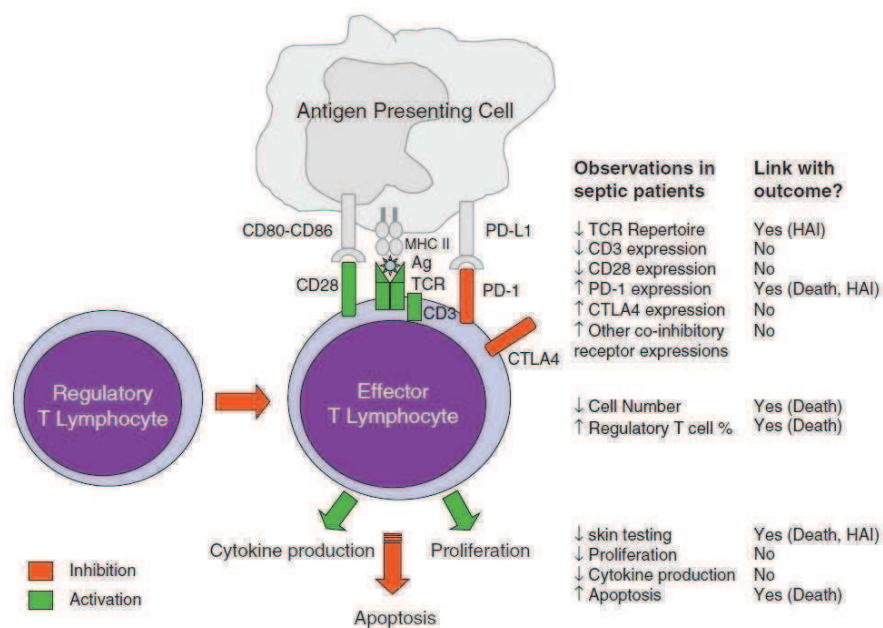 Antigen Presenting Cell
CD80-CD86
MHC II
PD-L1
Ag
CD28
TCR
PD-1
CD3
CTLA4
Regulatory
T Lymphocyte
Effector
T Lymphocyte
Cytokine production
Proliferation
Apoptosis
Inhibition
Activation
Observations in septic patients Link with outcome?
↓ TCR Repertoire Yes (HAI)
↓ CD3 expression No
↓ CD28 expression No
↑ PD-1 expression Yes (Death, HAI)
↑ CTLA4 expression No
↑ Other co-inhibitory No
receptor expressions
↓ Cell Number Yes (Death)
↑ Regulatory T cell % Yes (Death)
↓ skin testing Yes (Death, HAI)
↓ Proliferation No
↓ Cytokine production No
↑ Apoptosis Yes (Death)